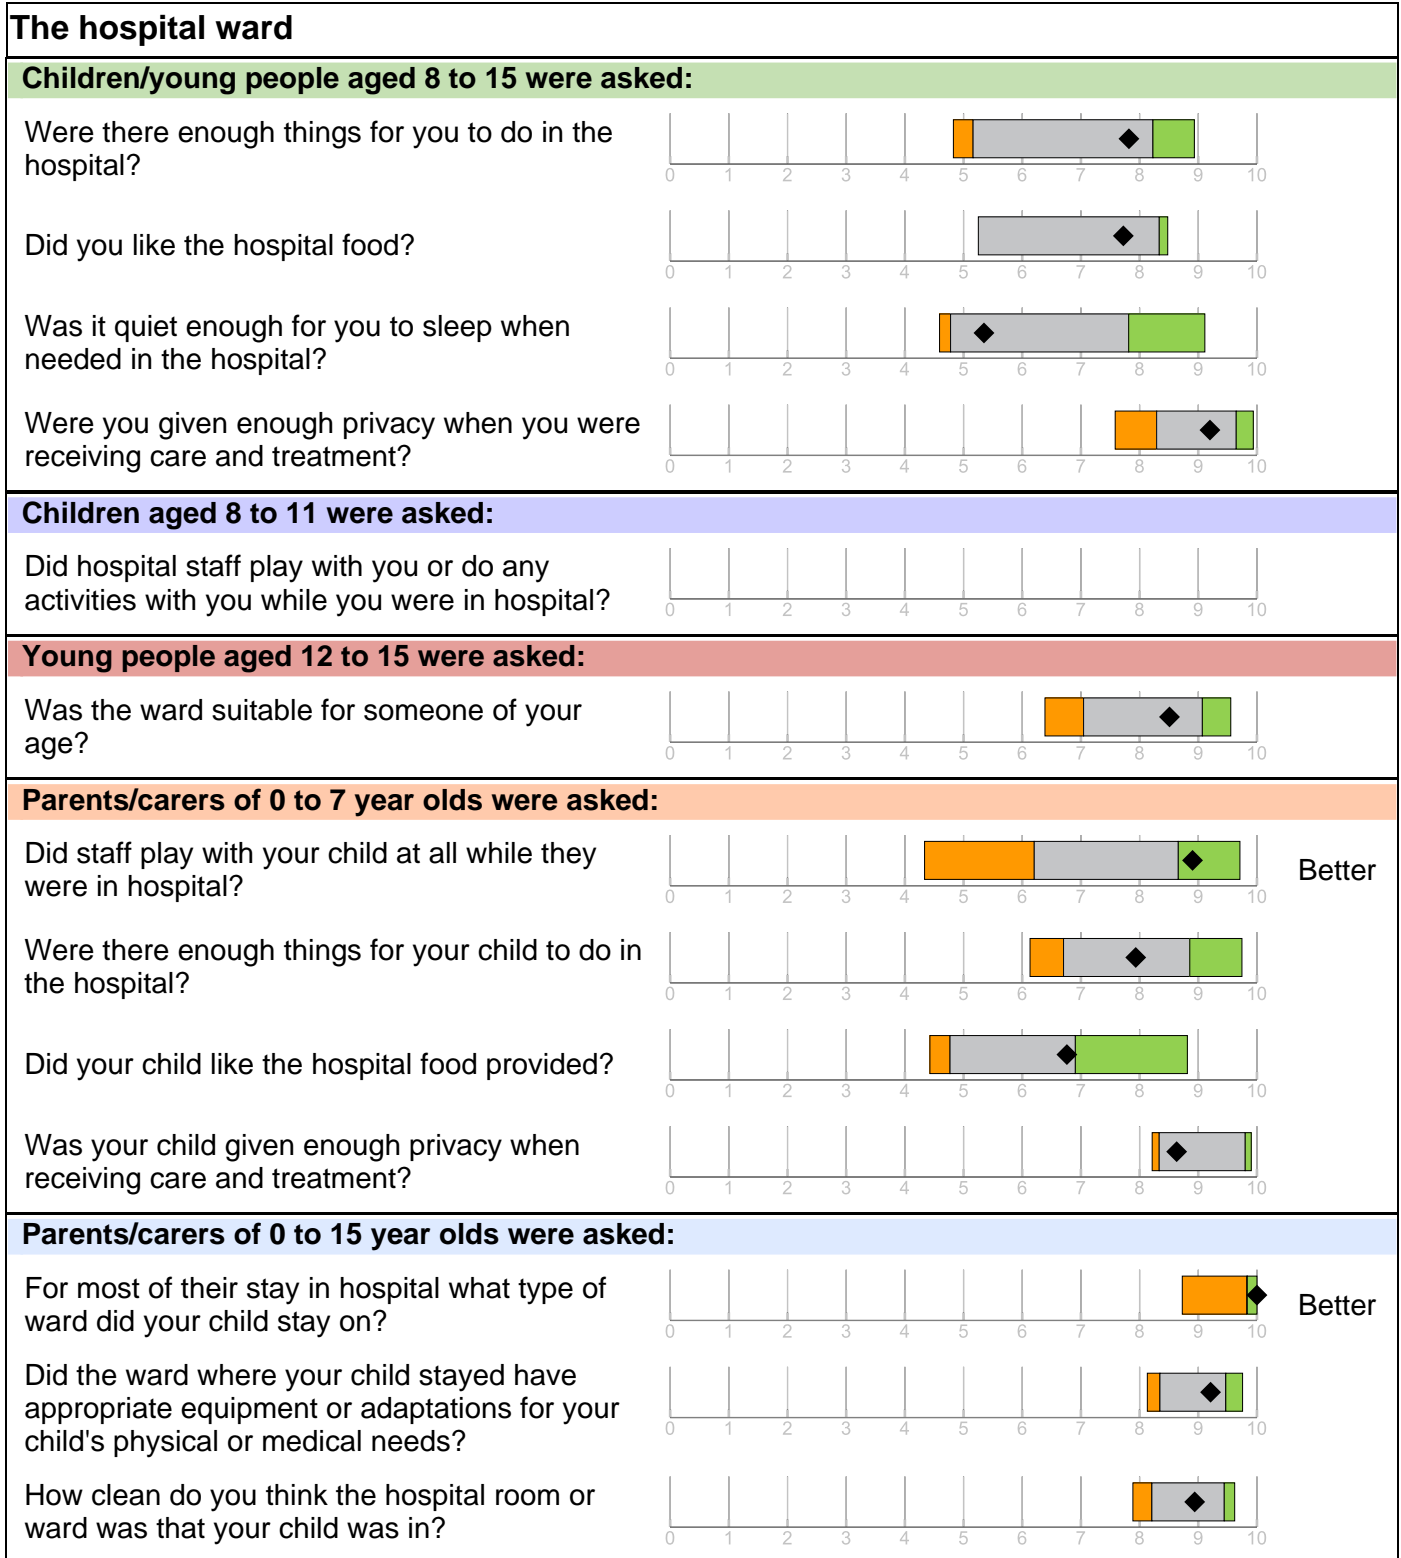 The hospital ward
Children/young people aged 8 to 15 were asked:
Were there enough things for you to do in the
hospital?
0 1 2 3 4 5 6 7 8 9 10
Did you like the hospital food?
0 1 2 3 4 5 6 7 8 9 10
Was it quiet enough for you to sleep when
needed in the hospital?
0 1 2 3 4 5 6 7 8 9 10
Were you given enough privacy when you were
receiving care and treatment?
0 1 2 3 4 5 6 7 8 9 10
Children aged 8 to 11 were asked:
Did hospital staff play with you or do any
activities with you while you were in hospital?
0 1 2 3 4 5 6 7 8 9 10
Young people aged 12 to 15 were asked:
Was the ward suitable for someone of your
age?
0 1 2 3 4 5 6 7 8 9 10
Parents/carers of 0 to 7 year olds were asked:
Did staff play with your child at all while they
were in hospital?
0 1 2 3 4 5 6 7 8 9 10
Better
Were there enough things for your child to do in
the hospital?
0 1 2 3 4 5 6 7 8 9 10
Did your child like the hospital food provided?
0 1 2 3 4 5 6 7 8 9 10
Was your child given enough privacy when
receiving care and treatment?
0 1 2 3 4 5 6 7 8 9 10
Parents/carers of 0 to 15 year olds were asked:
For most of their stay in hospital what type of
ward did your child stay on?
0 1 2 3 4 5 6 7 8 9 10
Better
Did the ward where your child stayed have
appropriate equipment or adaptations for your
child's physical or medical needs?
0 1 2 3 4 5 6 7 8 9 10
How clean do you think the hospital room or
ward was that your child was in?
0 1 2 3 4 5 6 7 8 9 10